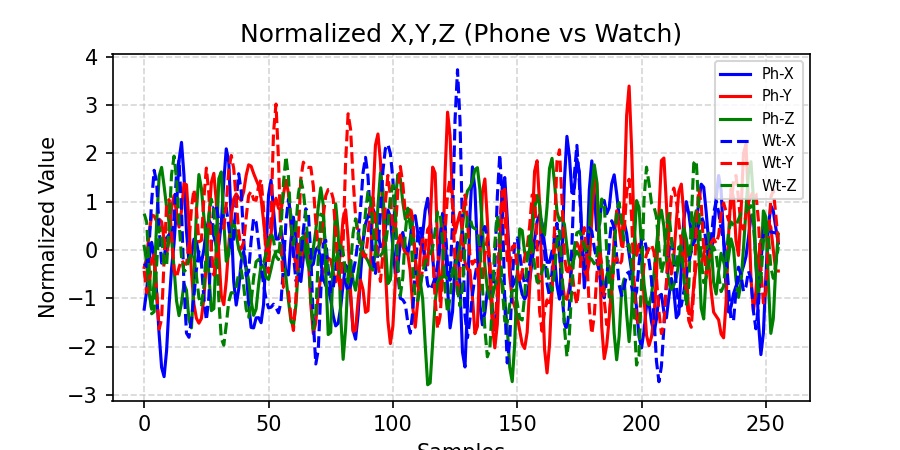 Normalized X,Y,Z (Phone vs Watch)
Normalized Value
4
3
2
1
0
−1
−2
−3
Ph-X
Ph-Y
Ph-Z
Wt-X
Wt-Y
Wt-Z
0 50 100 150 200 250
Samples